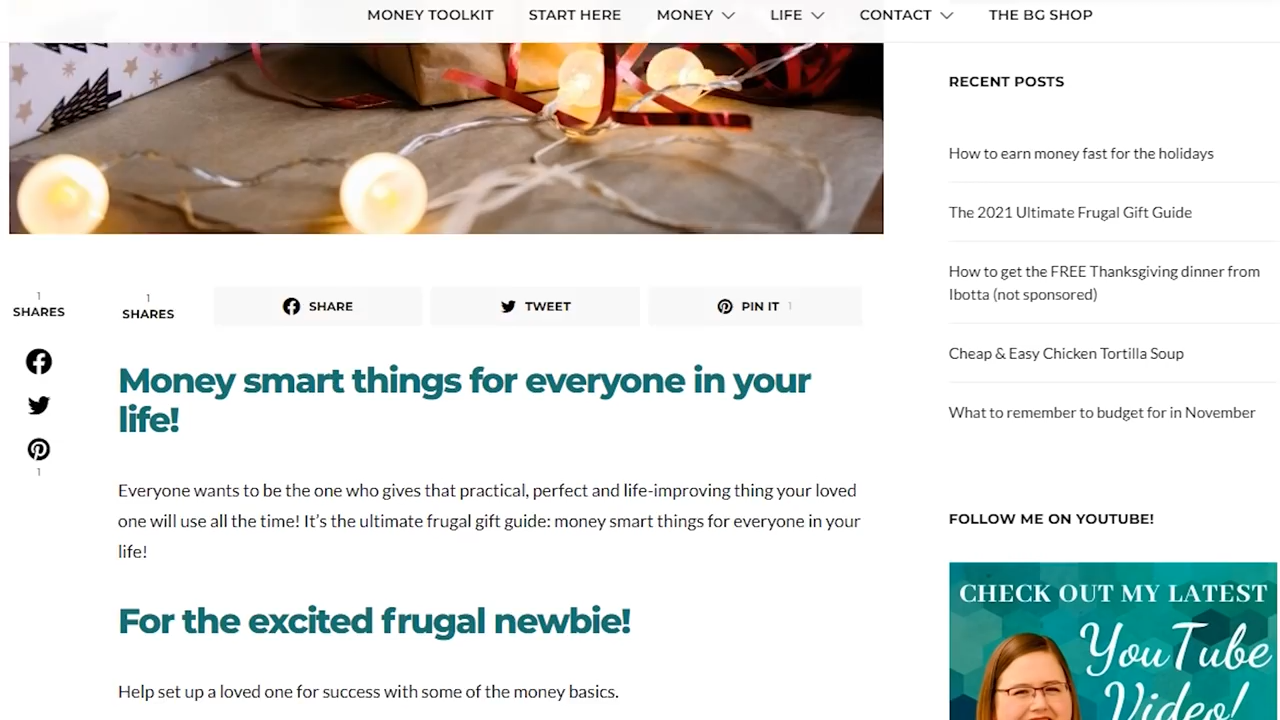 MONEY TOOLKIT START HERE MONEY LIFE CONTACT THE BG SHOP
1
SHARES
1
SHARES
SHARE
TWEET
PIN IT 1
1
Money smart things for everyone in your
life!
Everyone wants to be the one who gives that practical, perfect and life-improving thing your loved
one will use all the time! It’s the ultimate frugal gift guide: money smart things for everyone in your
life!
For the excited frugal newbie!
Help set up a loved one for success with some of the money basics.
RECENT POSTS
How to earn money fast for the holidays
The 2021 Ultimate Frugal Gift Guide
How to get the FREE Thanksgiving dinner from
Ibotta (not sponsored)
Cheap & Easy Chicken Tortilla Soup
What to remember to budget for in November
FOLLOW ME ON YOUTUBE!
CHECK OUT MY LATEST
YouTube
Video!